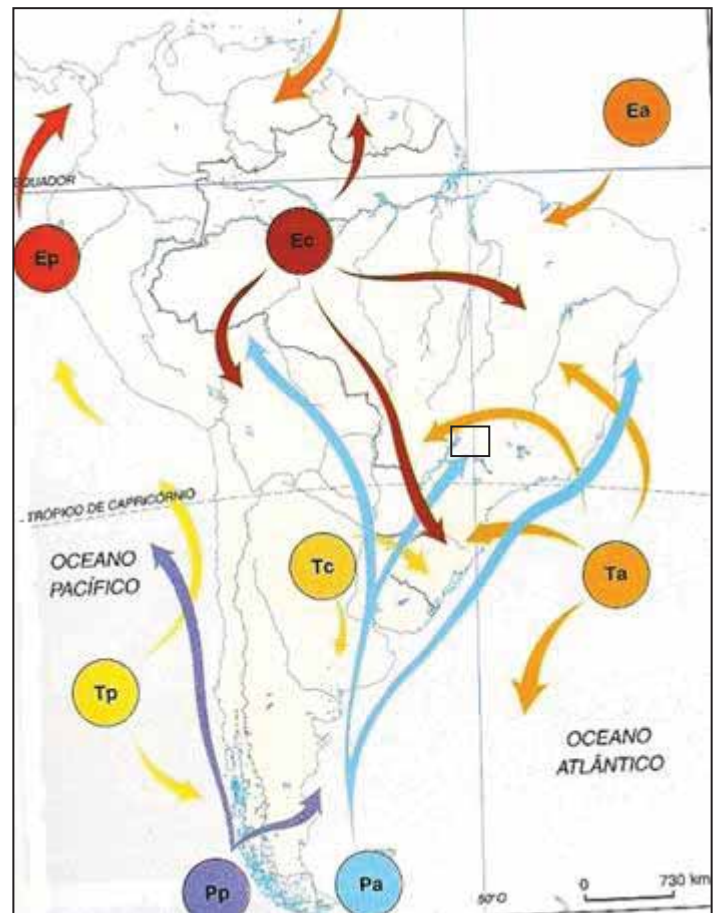 Ea
EQUADOR
Ec
Ep
TRÓPICO DE CAPRICÓRNIO
OCEANO
PACÍFICO
Tc
Ta
Tp
OCEANO
ATLÂNTICO
Pp
Pa
50°O
0 730 km